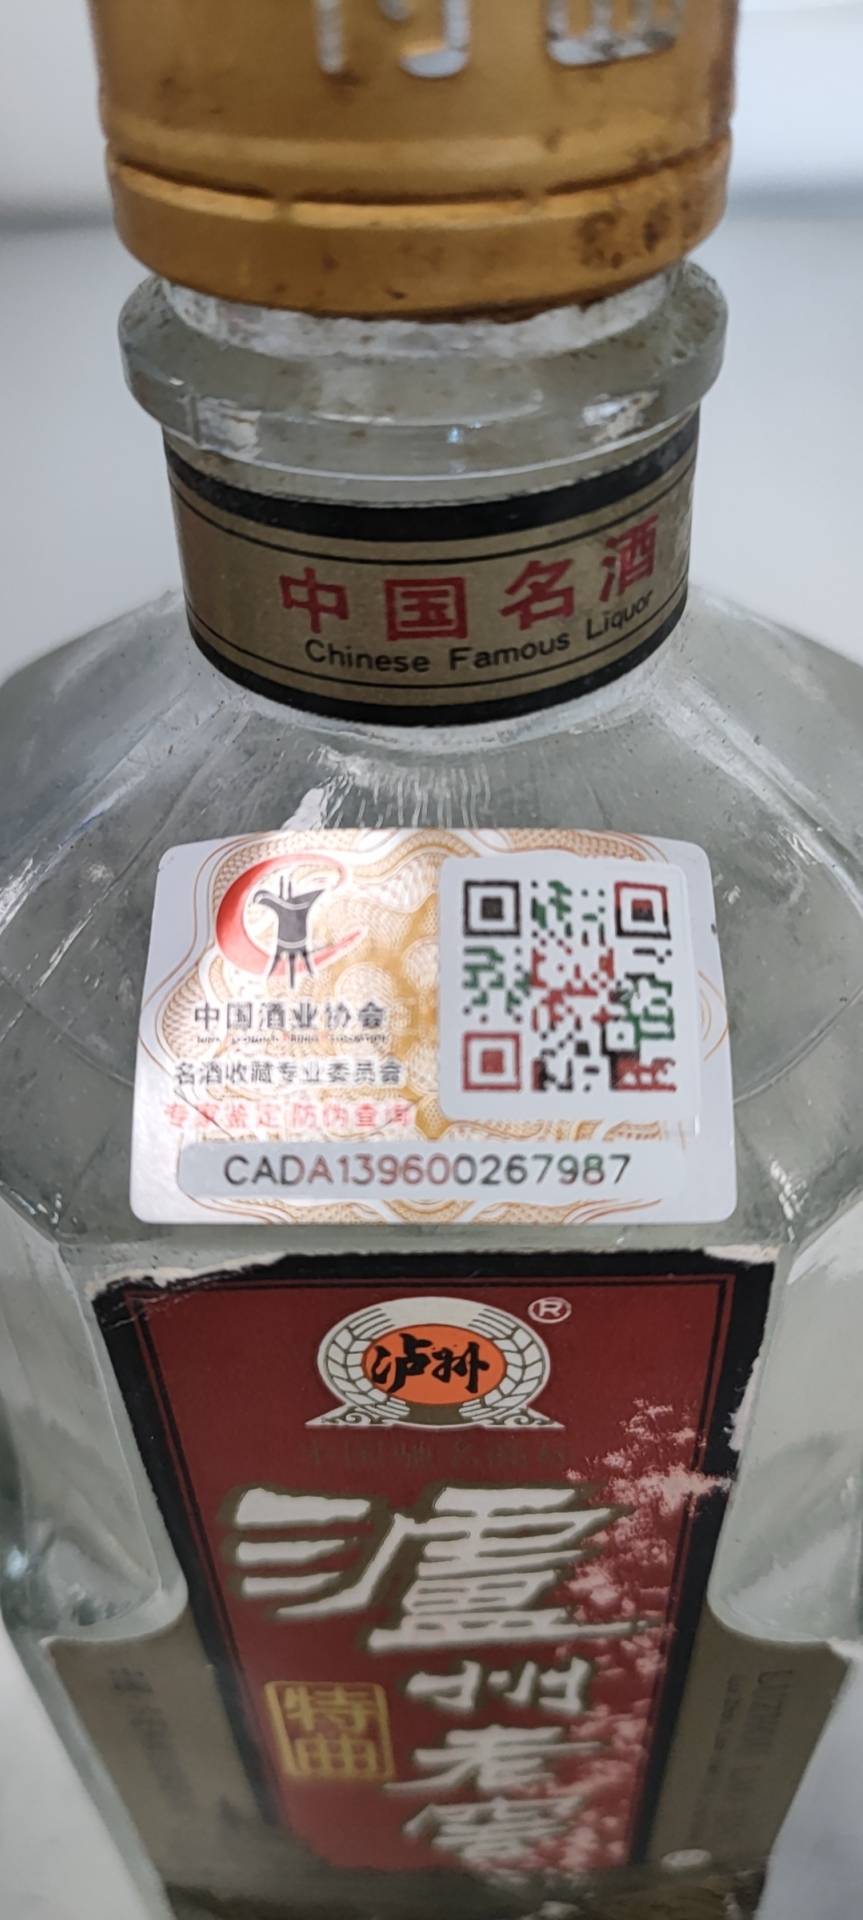 特曲
中国名酒
Chinese Famous Liquor
中国酒业协会
名酒收藏专业委员会
专家鉴定 防伪查询
CADA139600267987
®
泸州
瀘州老窖
特曲